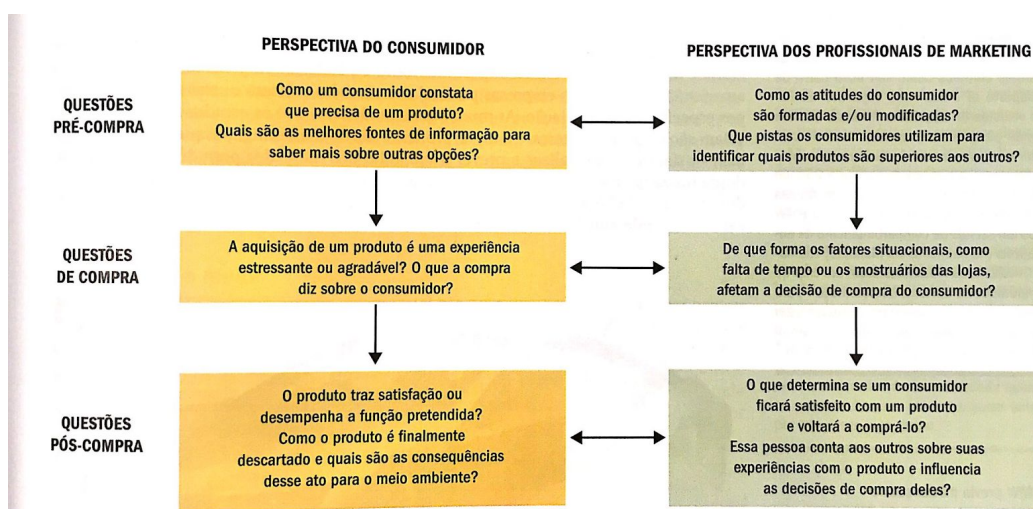 PERSPECTIVA DO CONSUMIDOR
PERSPECTIVA DOS PROFISSIONAIS DE MARKETING
QUESTÕES
PRÉ-COMPRA
Como um consumidor constata
que precisa de um produto?
Quais são as melhores fontes de informação para
saber mais sobre outras opções?
Como as atitudes do consumidor
são formadas e/ou modificadas?
Que pistas os consumidores utilizam para
identificar quais produtos são superiores aos outros?
QUESTÕES
DE COMPRA
A aquisição de um produto é uma experiência
estressante ou agradável? O que a compra
diz sobre o consumidor?
De que forma os fatores situacionais, como
falta de tempo ou os mostruários das lojas,
afetam a decisão de compra do consumidor?
QUESTÕES
PÓS-COMPRA
O produto traz satisfação ou
desempenha a função pretendida?
Como o produto é finalmente
descartado e quais são as consequências
desse ato para o meio ambiente?
O que determina se um consumidor
ficará satisfeito com um produto
e voltará a comprá-lo?
Essa pessoa conta aos outros sobre suas
experiências com o produto e influencia
as decisões de compra deles?